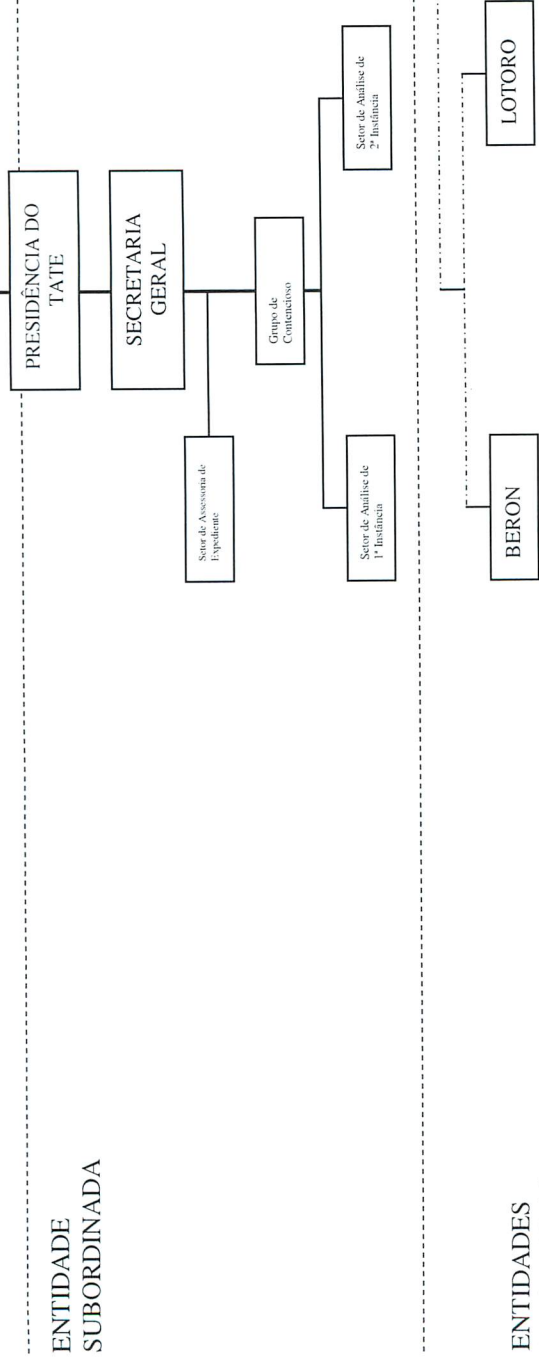 PRESIDÊNCIA DO
TATE
SECRETARIA
GERAL
Setor de Assessoria de
Expediente
Grupo de
Contencioso
Setor de Análise de
1ª Instância
Setor de Análise de
2ª Instância
ENTIDADE
SUBORDINADA
BERON
LOTORO
ENTIDADES